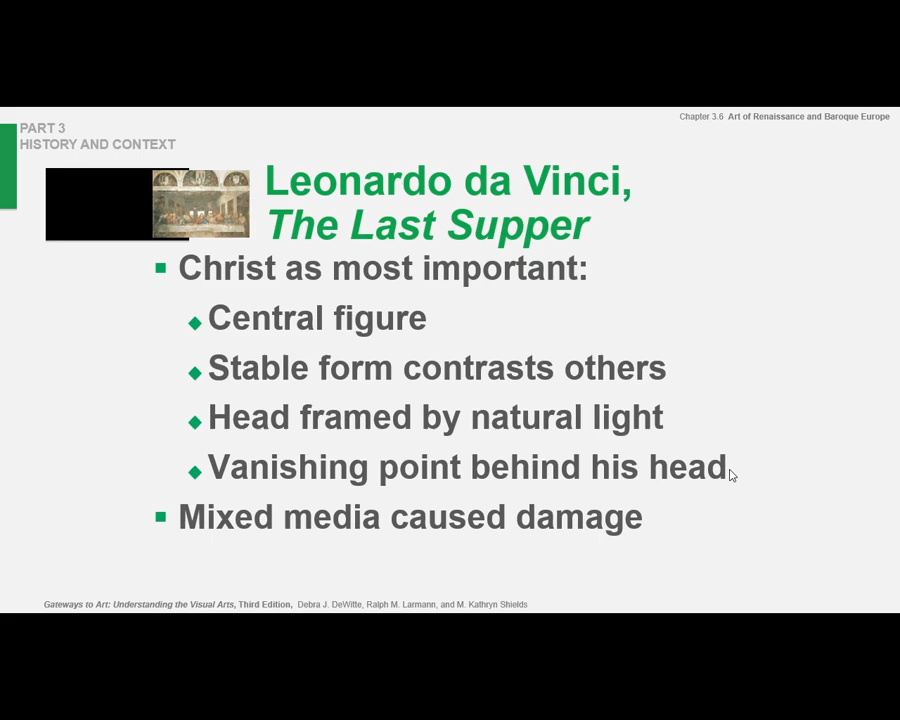 PART 3
HISTORY AND CONTEXT
Chapter 3.6 Art of Renaissance and Baroque Europe
Leonardo da Vinci,
The Last Supper
Christ as most important:
Central figure
Stable form contrasts others
Head framed by natural light
Vanishing point behind his head
Mixed media caused damage
Gateways to Art: Understanding the Visual Arts, Third Edition, Debra J. DeWitte, Ralph M. Larmann, and M. Kathryn Shields